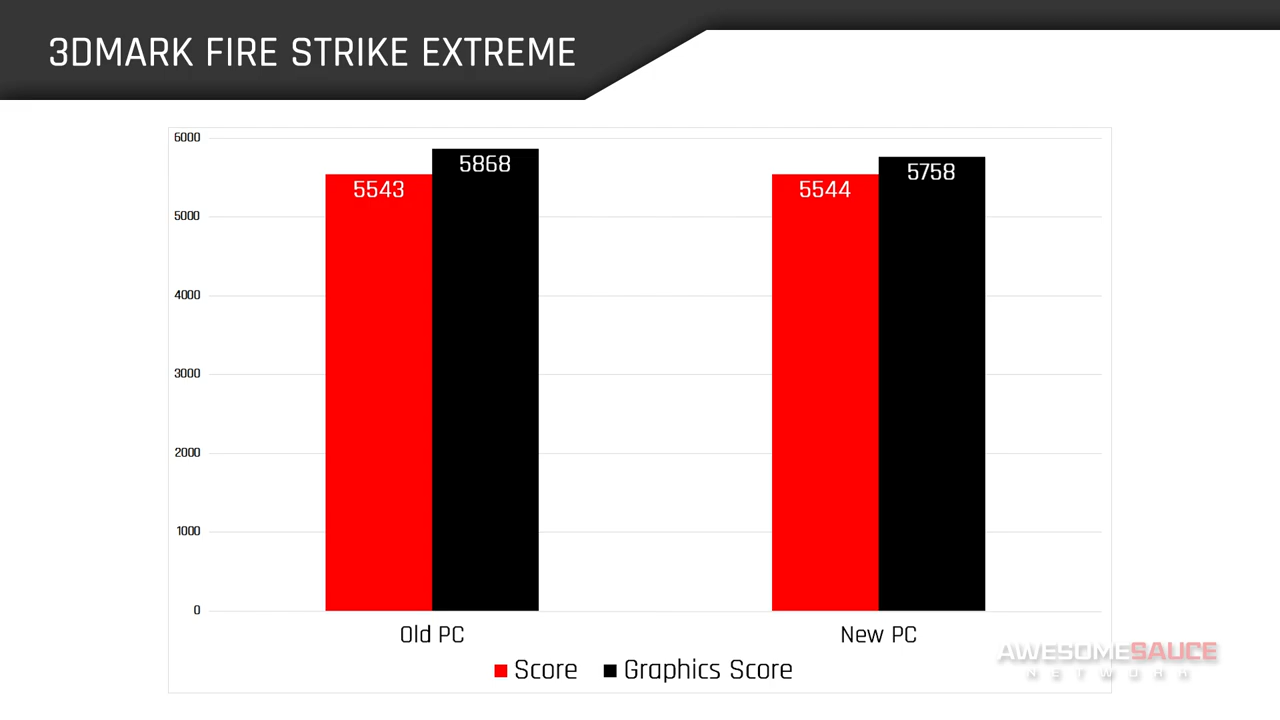 3DMARK FIRE STRIKE EXTREME
6000
5000
4000
3000
2000
1000
0
5543
5868
5544
5758
Old PC
New PC
Score
Graphics Score
AWESOMESAUCE
NETWORK